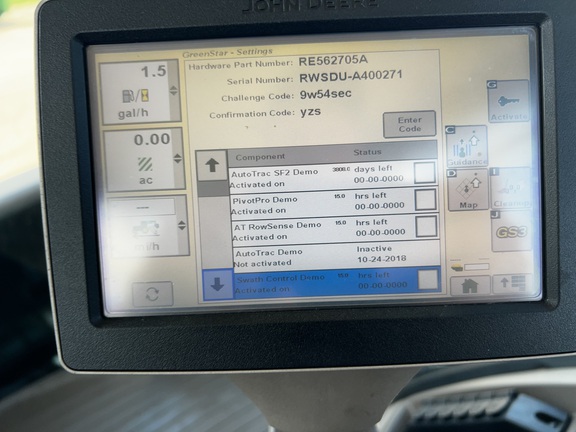 JOHN DEERE
GreenStar - Settings
Hardware Part Number: RE562705A
Serial Number: RWSDU-A400271
Challenge Code: 9w54sec
Confirmation Code: yzs
Enter Code
1.5
gal/h
0.00
ac
---
Component Status
AutoTrac SF2 Demo days left
Activated on 00-00-0000
PivotPro Demo 15.0 hrs left
Activated on 00-00-0000
AT RowSense Demo 15.0 hrs left
Activated on 00-00-0000
AutoTrac Demo Inactive
Not activated 10-24-2018
Swath Control Demo hrs left
Activated on 00-00-0000
G
Activate
C
Guidance
D
Map
I
J
GS3